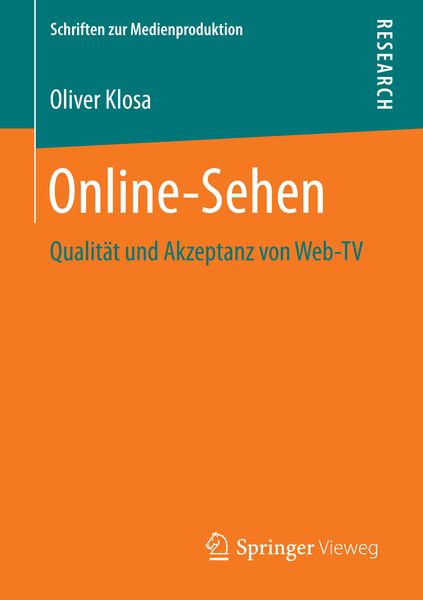 Schriften zur Medienproduktion
RESEARCH
Oliver Klosa
Online-Sehen
Qualität und Akzeptanz von Web-TV
Springer Vieweg